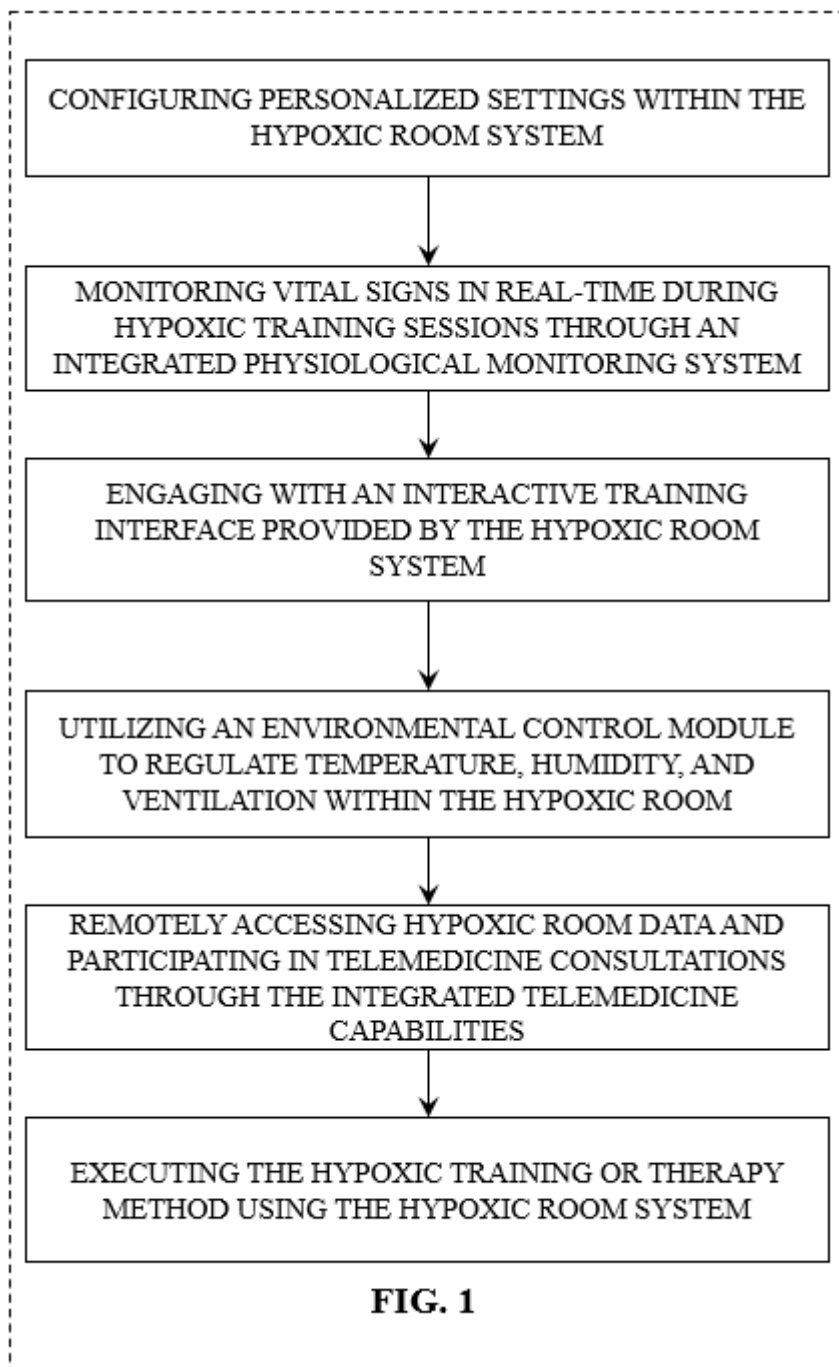 CONFIGURING PERSONALIZED SETTINGS WITHIN THE
HYPOXIC ROOM SYSTEM
MONITORING VITAL SIGNS IN REAL-TIME DURING
HYPOXIC TRAINING SESSIONS THROUGH AN
INTEGRATED PHYSIOLOGICAL MONITORING SYSTEM
ENGAGING WITH AN INTERACTIVE TRAINING
INTERFACE PROVIDED BY THE HYPOXIC ROOM
SYSTEM
UTILIZING AN ENVIRONMENTAL CONTROL MODULE
TO REGULATE TEMPERATURE, HUMIDITY, AND
VENTILATION WITHIN THE HYPOXIC ROOM
REMOTELY ACCESSING HYPOXIC ROOM DATA AND
PARTICIPATING IN TELEMEDICINE CONSULTATIONS
THROUGH THE INTEGRATED TELEMEDICINE
CAPABILITIES
EXECUTING THE HYPOXIC TRAINING OR THERAPY
METHOD USING THE HYPOXIC ROOM SYSTEM
FIG. 1